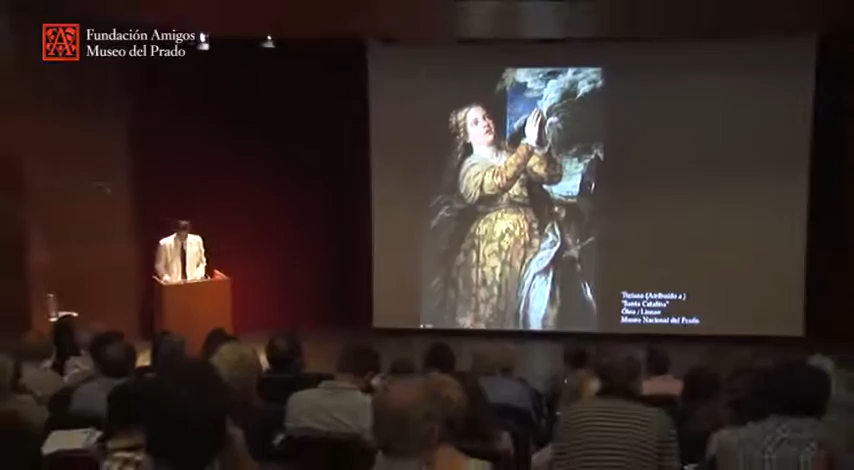 Fundación Amigos
Museo del Prado
Tiziano (Atribuido a)
"Santa Catalina"
Óleo / Lienzo
Museo Nacional del Prado